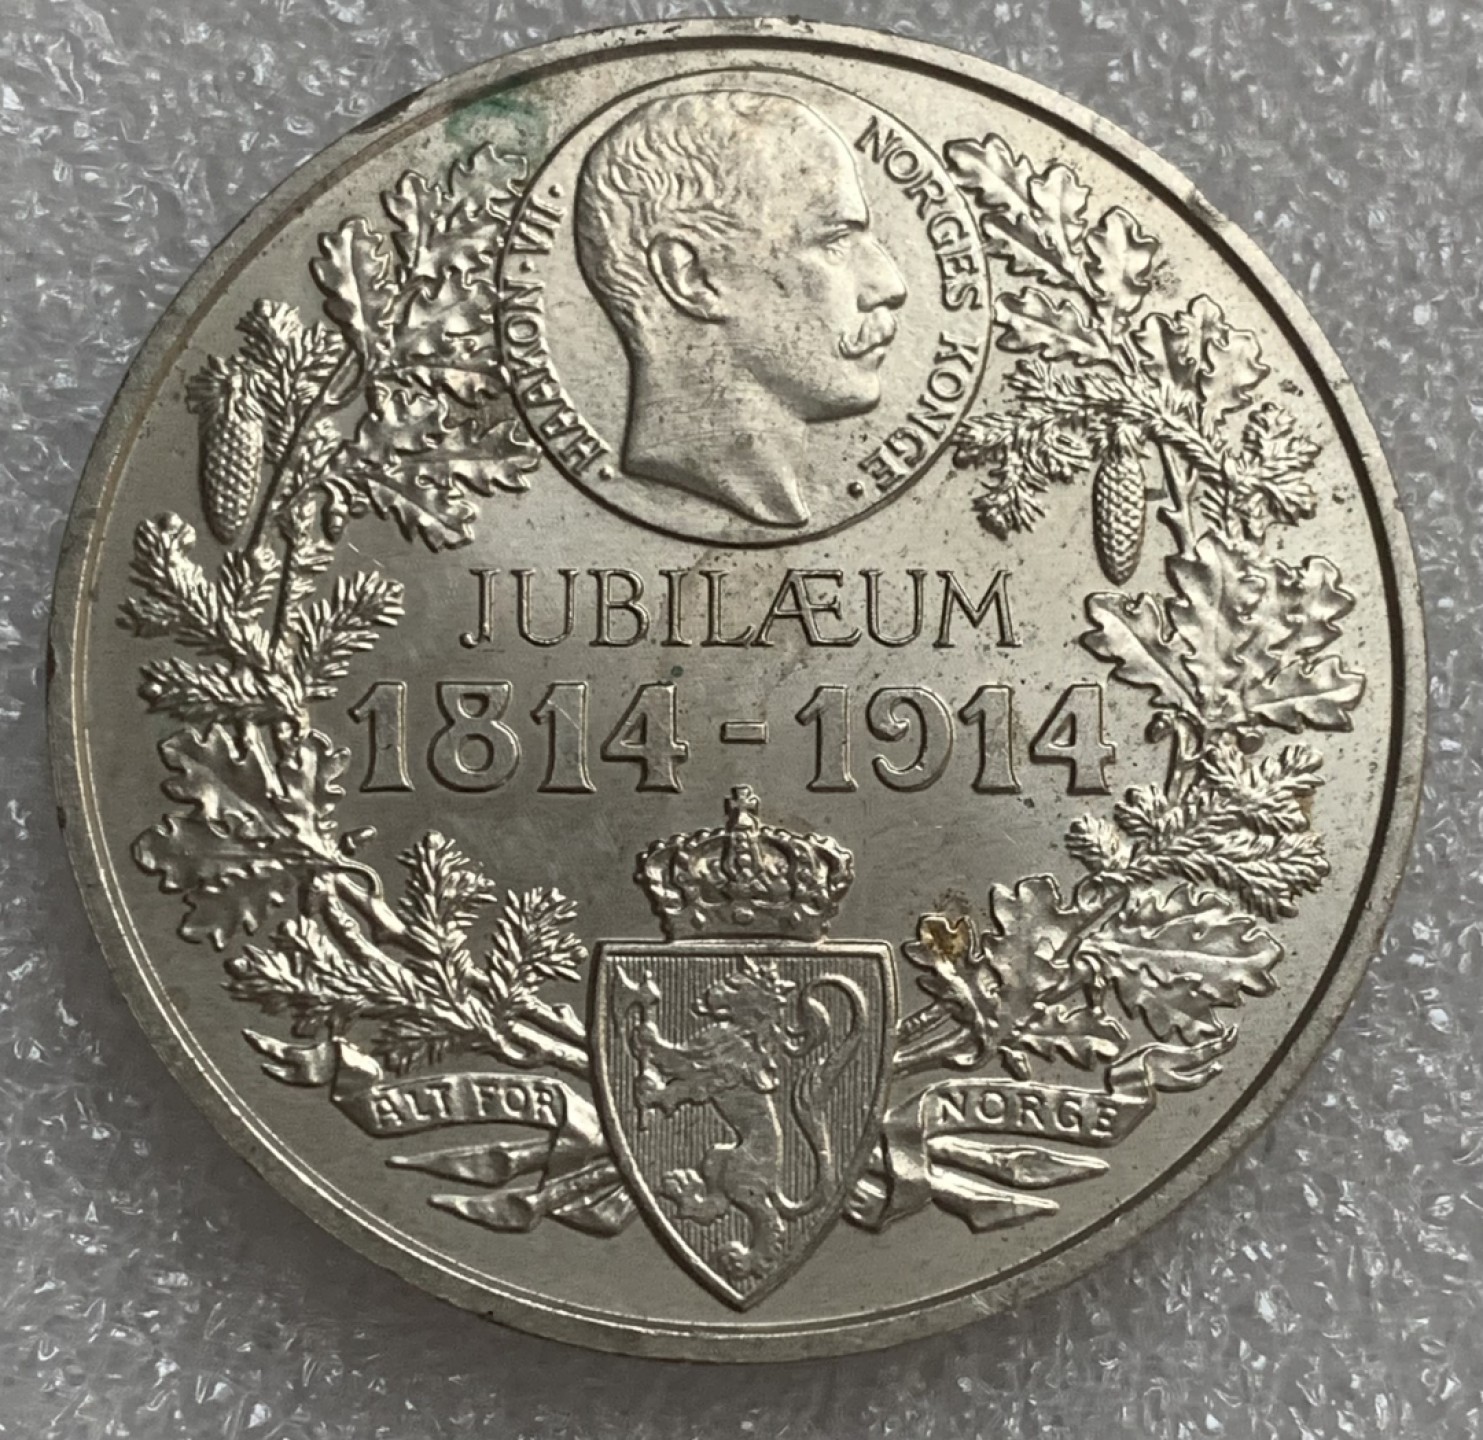 ·HAAKON·VII· NORGES KONGE·
JUBILÆUM
1814-1914
ALT FOR NORGE